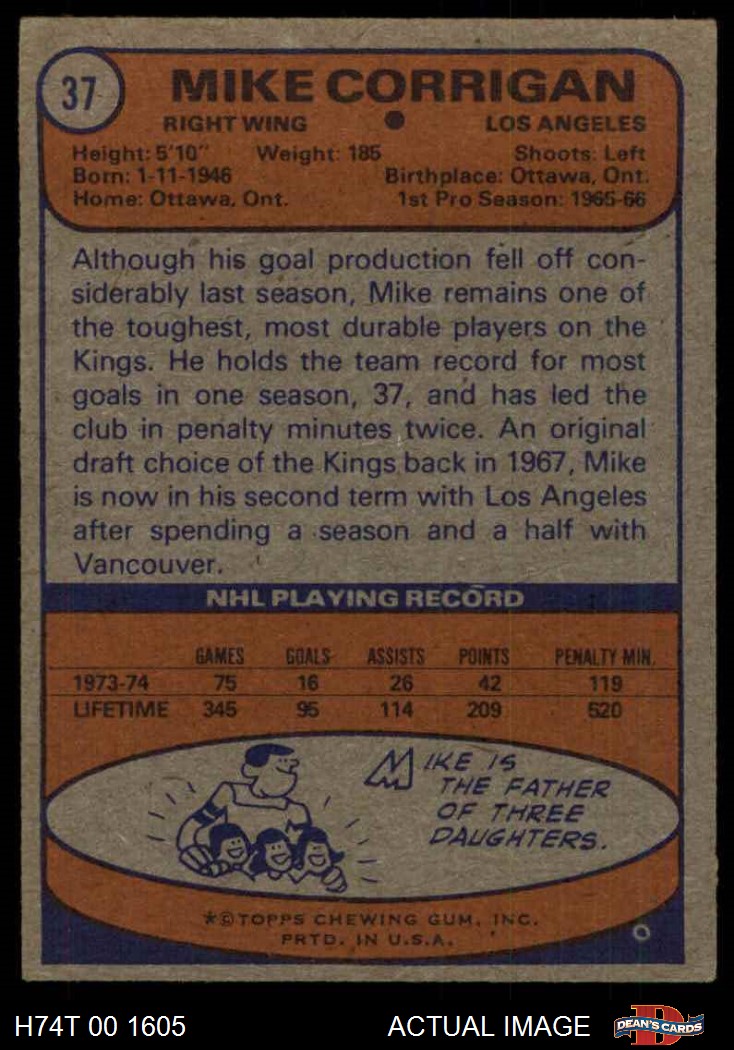 37
MIKE CORRIGAN
RIGHT WING LOS ANGELES
Height: 5'10" Weight: 185 Shoots: Left
Born: 1-11-1946 Birthplace: Ottawa, Ont.
Home: Ottawa, Ont. 1st Pro Season: 1965-66
Although his goal production fell off con-
siderably last season, Mike remains one of
the toughest, most durable players on the
Kings. He holds the team record for most
goals in one season, 37, and has led the
club in penalty minutes twice. An original
draft choice of the Kings back in 1967, Mike
is now in his second term with Los Angeles
after spending a season and a half with
Vancouver.
NHL PLAYING RECORD
GAMES GOALS ASSISTS POINTS PENALTY MIN.
1973-74 75 16 26 42 119
LIFETIME 345 95 114 209 520
MIKE IS
THE FATHER
OF THREE
DAUGHTERS.
*©TOPPS CHEWING GUM, INC.
PRTD. IN U.S.A.
H74T 00 1605 ACTUAL IMAGE
D
DEAN'S CARDS